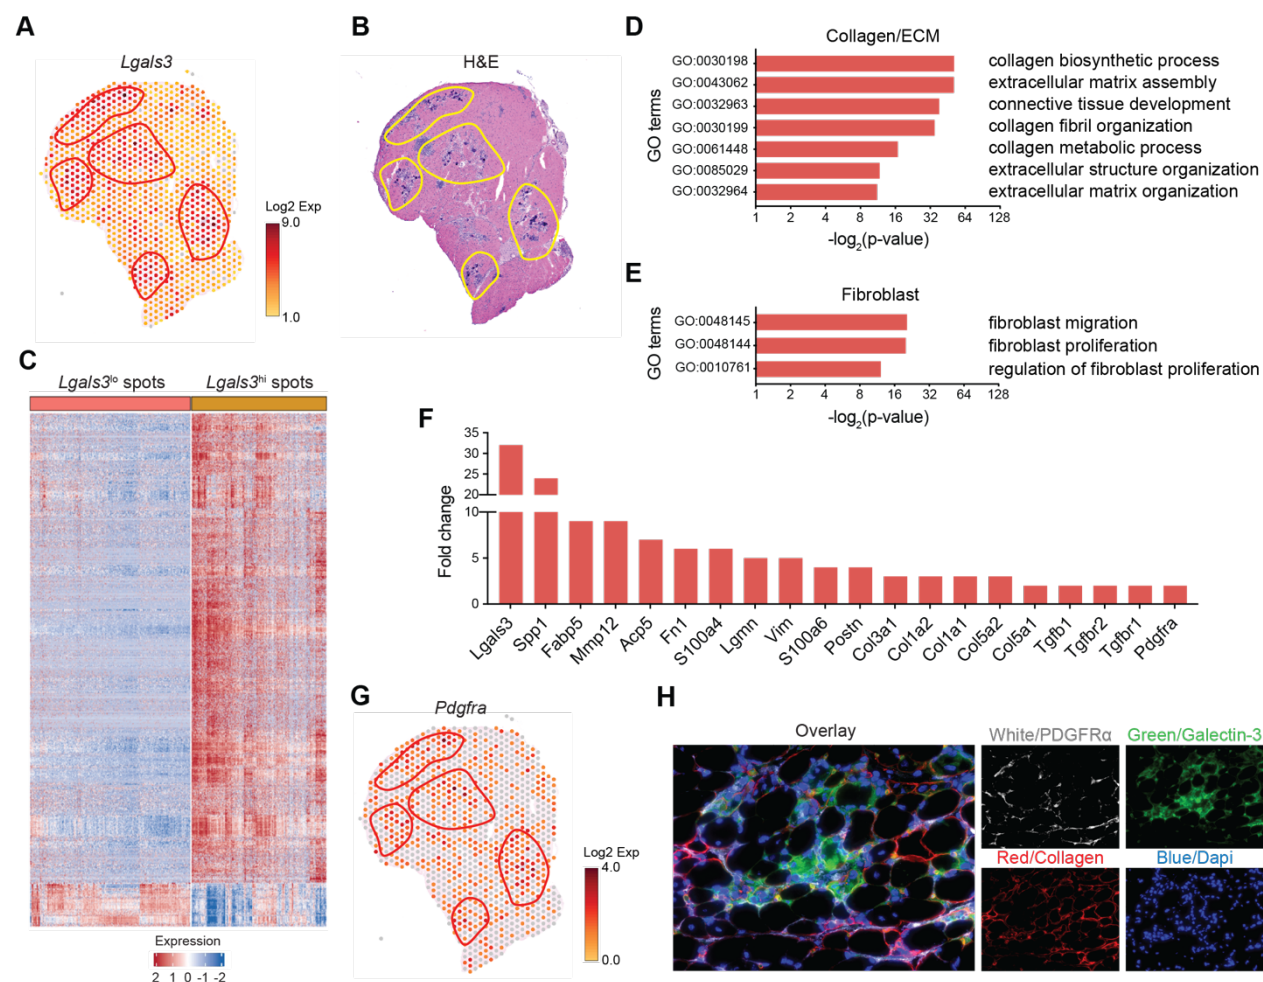 A
Lgals3
Log2 Exp
9.0
1.0
B
H&E
C
Lgals3lo spots
Lgals3hi spots
Expression
2 1 0 -1 -2
D
Collagen/ECM
GO terms
GO:0030198 collagen biosynthetic process
GO:0043062 extracellular matrix assembly
GO:0032963 connective tissue development
GO:0030199 collagen fibril organization
GO:0061448 collagen metabolic process
GO:0085029 extracellular structure organization
GO:0032964 extracellular matrix organization
1 2 4 8 16 32 64 128
-log2(p-value)
E
Fibroblast
GO terms
GO:0048145 fibroblast migration
GO:0048144 fibroblast proliferation
GO:0010761 regulation of fibroblast proliferation
1 2 4 8 16 32 64 128
-log2(p-value)
F
Fold change
35
30
25
20
10
5
0
Lgals3 Spp1 Fabp5 Mmp12 Acp5 Fn1 S100a4 Lgmn Vim S100a6 Postn Col3a1 Col1a2 Col1a1 Col5a2 Col5a1 Tgfb1 Tgfbr2 Tgfbr1 Pdgfra
G
Pdgfra
Log2 Exp
4.0
0.0
H
Overlay
White/PDGFRα
Green/Galectin-3
Red/Collagen
Blue/Dapi